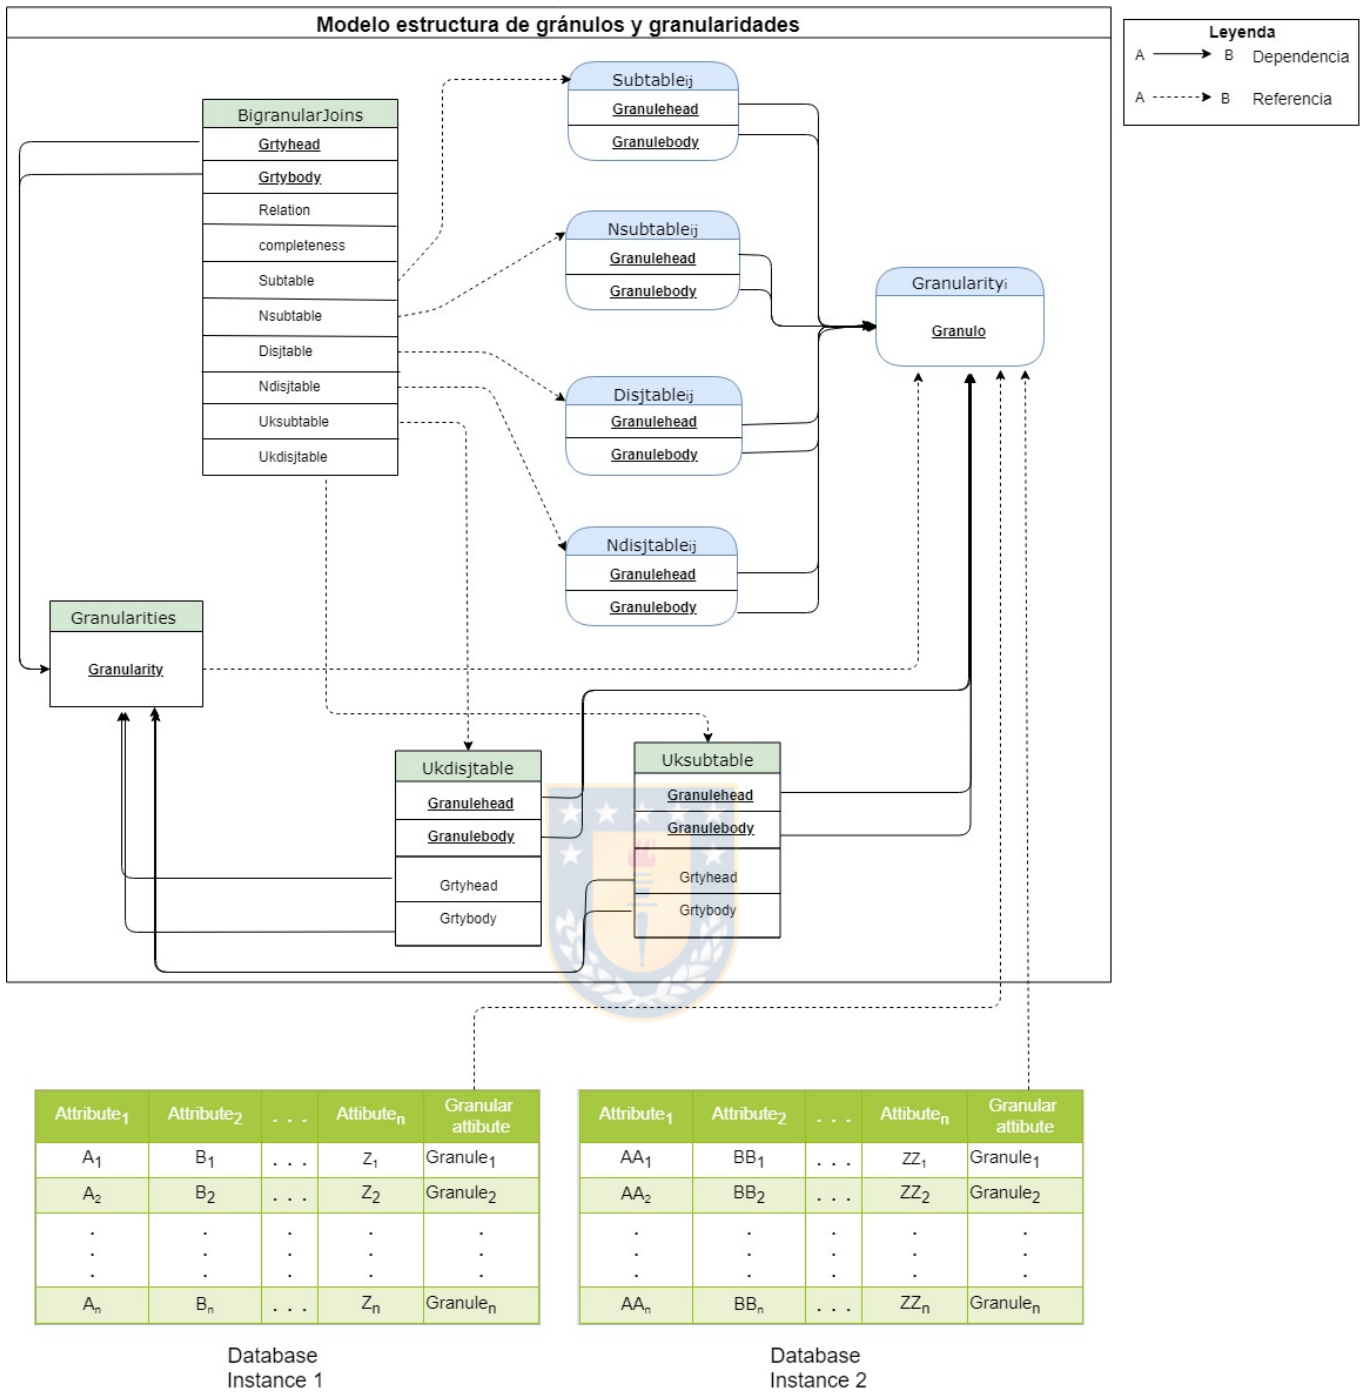 Modelo estructura de gránulos y granularidades
Leyenda
A B Dependencia
A B Referencia
BigranularJoins
Grtyhead
Grtybody
Relation
completeness
Subtable
Nsubtable
Disjtable
Ndisjtable
Uksubtable
Ukdisjtable
Subtableij
Granulehead
Granulebody
Nsubtableij
Granulehead
Granulebody
Disjtableij
Granulehead
Granulebody
Ndisjtableij
Granulehead
Granulebody
Granularityi
Granulo
Granularities
Granularity
Ukdisjtable
Granulehead
Granulebody
Grtyhead
Grtybody
Uksubtable
Granulehead
Granulebody
Grtyhead
Grtybody
Attribute1 Attribute2 . . . Attibuten Granular
attibute
A1 B1 . . . Z1 Granule1
A2 B2 . . . Z2 Granule2
. . . . .
. . . . .
. . . . .
An Bn . . . Zn Granulen
Database
Instance 1
Attribute1 Attribute2 . . . Attibuten Granular
attibute
AA1 BB1 . . . ZZ1 Granule1
AA2 BB2 . . . ZZ2 Granule2
. . . . .
. . . . .
. . . . .
AAn BBn . . . ZZn Granulen
Database
Instance 2